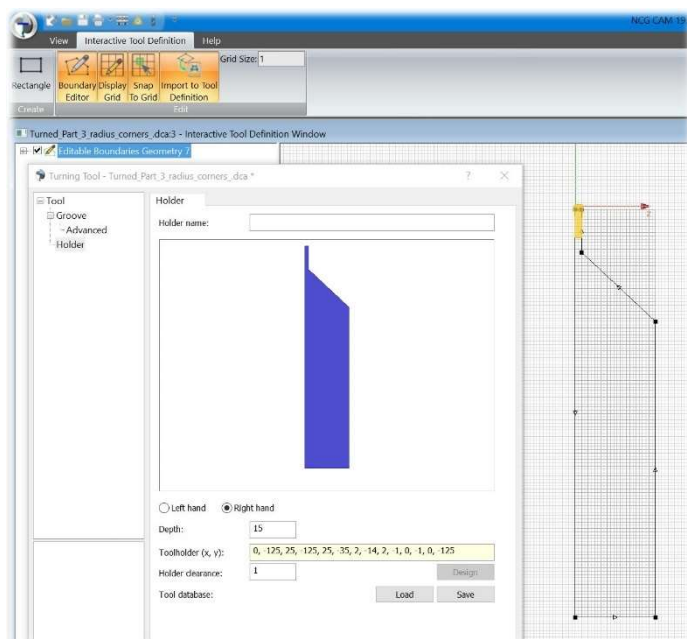 NCG CAM 19
View Interactive Tool Definition Help
Rectangle
Boundary Editor
Display Grid
Snap To Grid
Import to Tool Definition
Grid Size: 1
Create
Edit
Turned_Part_3_radius_corners_.dca:3 - Interactive Tool Definition Window
Editable Boundaries Geometry 7
Turning Tool - Turned_Part_3_radius_corners_.dca *
Tool
Groove
Advanced
Holder
Holder
Holder name:
Left hand Right hand
Depth: 15
Toolholder (x, y): 0, -125, 25, -125, 25, -35, 2, -14, 2, -1, 0, -1, 0, -125
Holder clearance: 1
Design
Tool database: Load Save